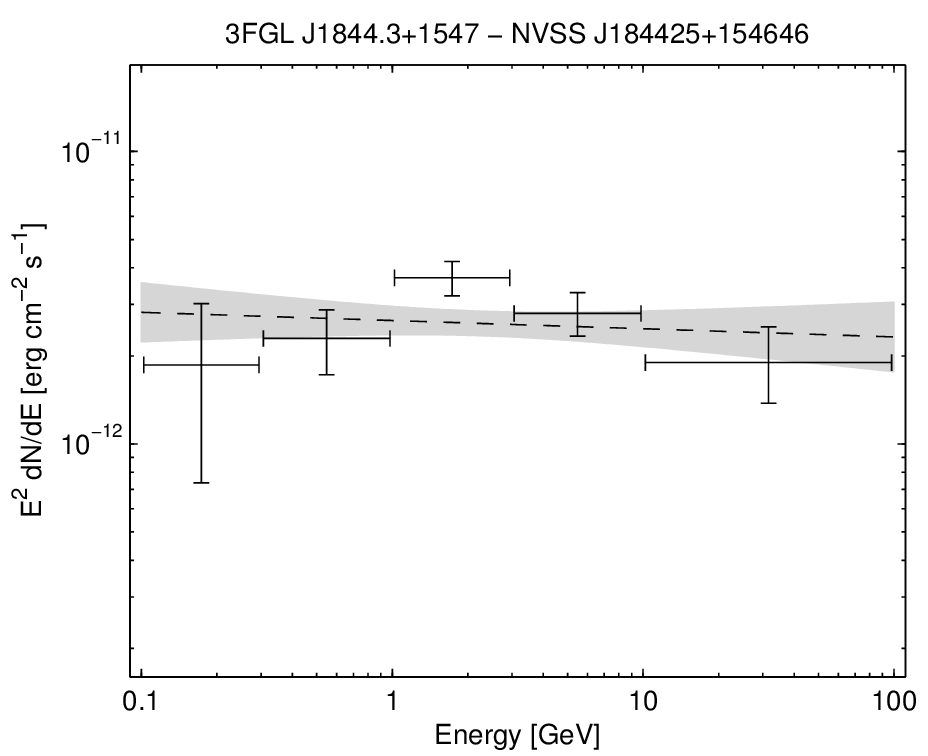 3FGL J1844.3+1547 − NVSS J184425+154646
10⁻¹¹
10⁻¹²
E² dN/dE [erg cm⁻² s⁻¹]
0.1 1 10 100
Energy [GeV]